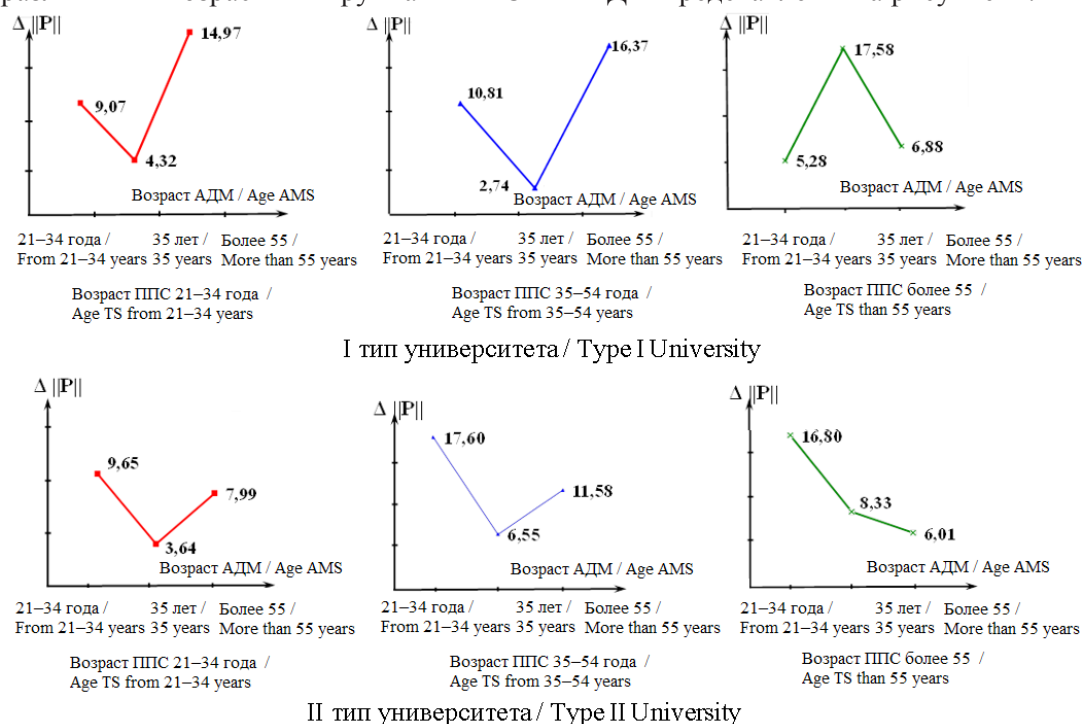 Δ ||P||
14,97
9,07
4,32
Возраст АДМ / Age AMS
21–34 года /
From 21–34 years
35 лет /
35 years
Более 55 /
More than 55 years
Возраст ППС 21–34 года /
Age TS from 21–34 years
Δ ||P||
16,37
10,81
2,74
Возраст АДМ / Age AMS
21–34 года /
From 21–34 years
35 лет /
35 years
Более 55 /
More than 55 years
Возраст ППС 35–54 года /
Age TS from 35–54 years
Δ ||P||
17,58
5,28
6,88
Возраст АДМ / Age AMS
21–34 года /
From 21–34 years
35 лет /
35 years
Более 55 /
More than 55 years
Возраст ППС более 55 /
Age TS than 55 years
I тип университета / Type I University
Δ ||P||
9,65
7,99
3,64
Возраст АДМ / Age AMS
21–34 года /
From 21–34 years
35 лет /
35 years
Более 55 /
More than 55 years
Возраст ППС 21–34 года /
Age TS from 21–34 years
Δ ||P||
17,60
11,58
6,55
Возраст АДМ / Age AMS
21–34 года /
From 21–34 years
35 лет /
35 years
Более 55 /
More than 55 years
Возраст ППС 35–54 года /
Age TS from 35–54 years
Δ ||P||
16,80
8,33
6,01
Возраст АДМ / Age AMS
21–34 года /
From 21–34 years
35 лет /
35 years
Более 55 /
More than 55 years
Возраст ППС более 55 /
Age TS than 55 years
II тип университета / Type II University